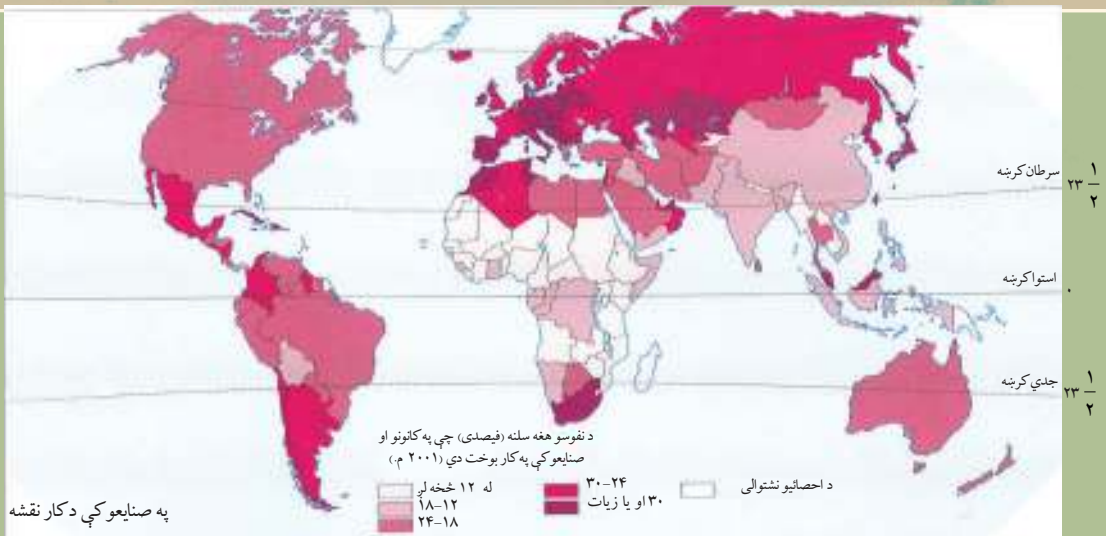 سرطان کرښه
۲۳ ۱/۲
استوا کرښه
۰
جدي کرښه
۲۳ ۱/۲
د نفوسو هغه سلنه (فیصدی) چې په کانونو او
صنایعو کې په کار بوخت دي (۲۰۰۱ م.)
له ۱۲ څخه لږ
۱۸-۱۲
۲۴-۱۸
۳۰-۲۴
۳۰ او یا زیات
د احصائیو نشتوالی
په صنایعو کې د کار نقشه